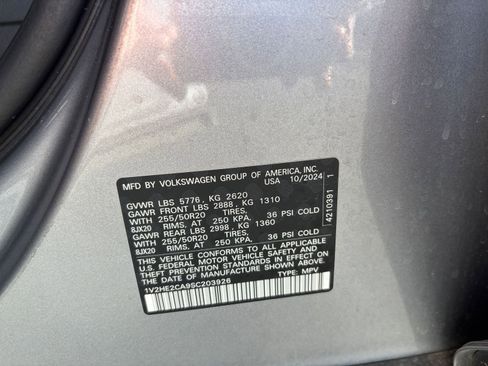 MFD BY VOLKSWAGEN GROUP OF AMERICA, INC.
USA 10/2024
GVWR LBS 5776, KG 2620
GAWR FRONT LBS 2888, KG 1310
WITH 255/50R20 TIRES,
8JX20 RIMS, AT 250 KPA, 36 PSI COLD
GAWR REAR LBS 2998, KG 1360
WITH 255/50R20 TIRES,
8JX20 RIMS, AT 250 KPA, 36 PSI COLD
THIS VEHICLE CONFORMS TO ALL APPLICABLE
U.S. FEDERAL MOTOR VEHICLE SAFETY AND
THEFT PREVENTION STANDARDS IN EFFECT ON
THE DATE OF MANUFACTURE SHOWN ABOVE.
1V2HE2CA9SC203926 TYPE: MPV
4210391 1